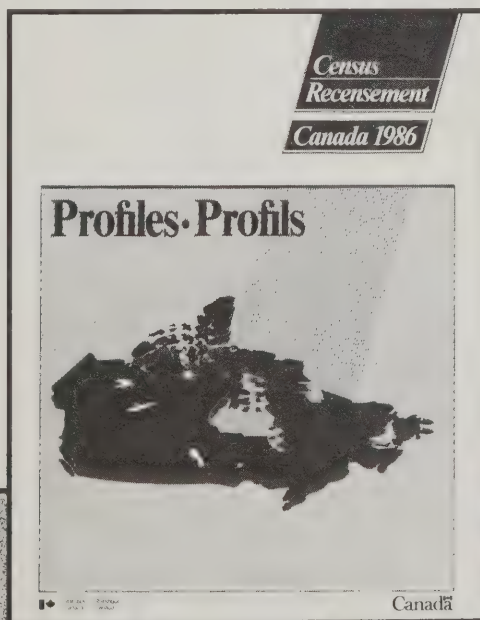 Census
Recensement
Canada 1986
Profiles • Profils
Canada